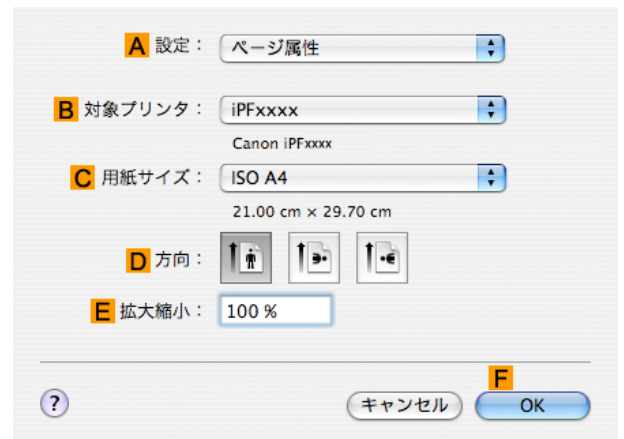 A 設定： ページ属性
B 対象プリンタ： iPFxxxx
Canon iPFxxxx
C 用紙サイズ： ISO A4
21.00 cm × 29.70 cm
D 方向：
E 拡大縮小： 100 %
F
? キャンセル OK